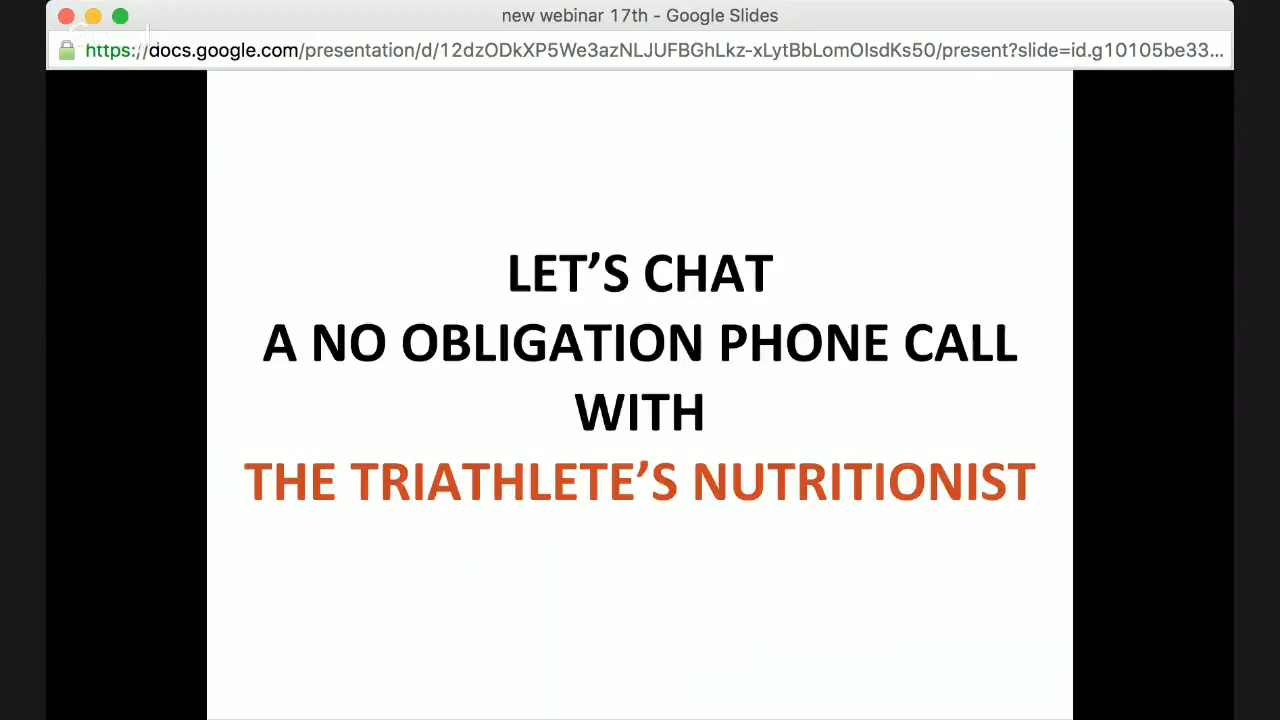 new webinar 17th - Google Slides
https://docs.google.com/presentation/d/12dzODkXP5We3azNLJUFBGhLkz-xLytBbLomOIsdKs50/present?slide=id.g10105be33...
LET’S CHAT
A NO OBLIGATION PHONE CALL
WITH
THE TRIATHLETE’S NUTRITIONIST